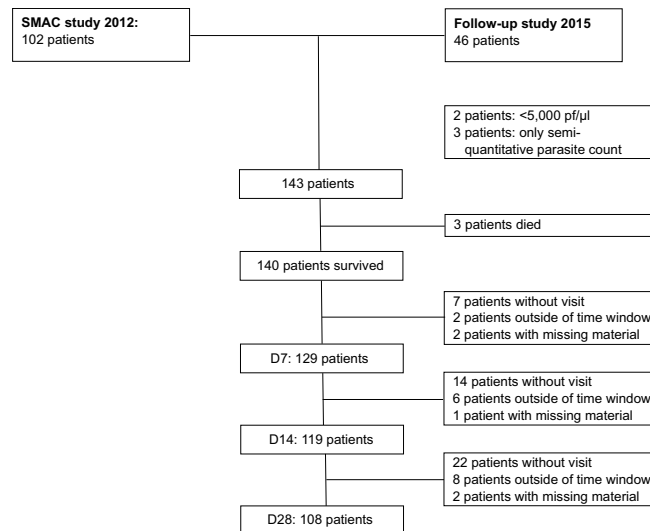 SMAC study 2012:
102 patients
Follow-up study 2015
46 patients
2 patients: <5,000 pf/µl
3 patients: only semi-
quantitative parasite count
143 patients
3 patients died
140 patients survived
7 patients without visit
2 patients outside of time window
2 patients with missing material
D7: 129 patients
14 patients without visit
6 patients outside of time window
1 patient with missing material
D14: 119 patients
22 patients without visit
8 patients outside of time window
2 patients with missing material
D28: 108 patients